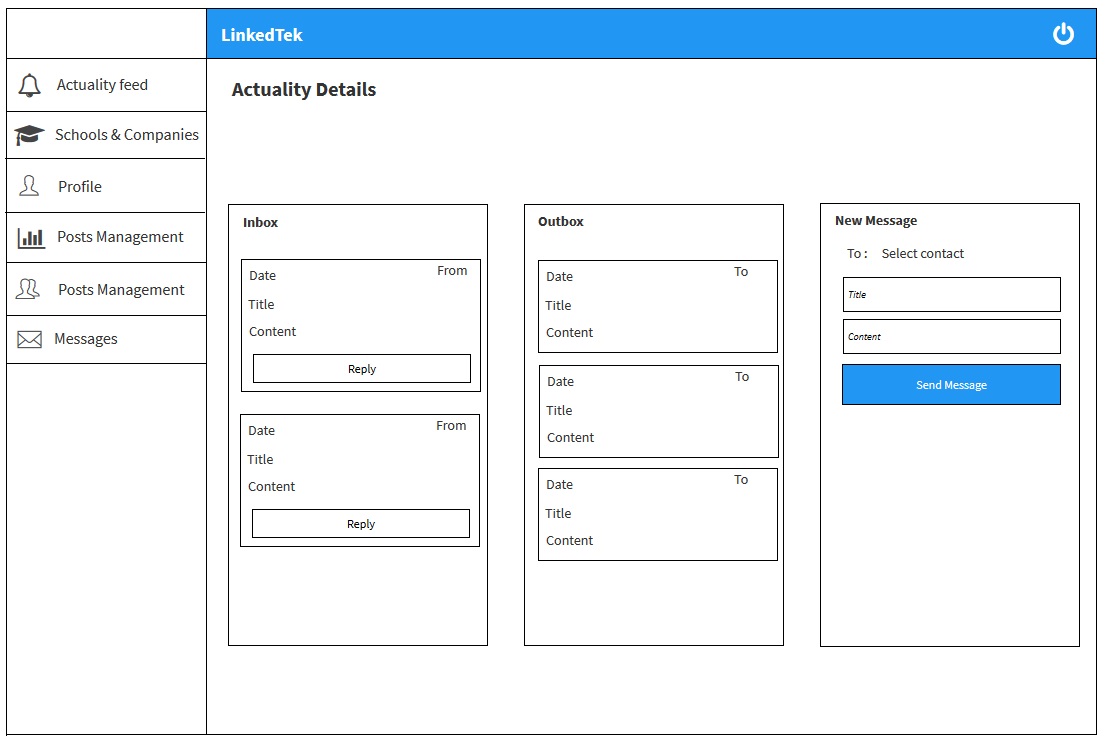 LinkedTek
Actuality feed
Schools & Companies
Profile
Posts Management
Posts Management
Messages
Actuality Details
Inbox
Date From
Title
Content
Reply
Date From
Title
Content
Reply
Outbox
Date To
Title
Content
Date To
Title
Content
Date To
Title
Content
New Message
To : Select contact
Title
Content
Send Message